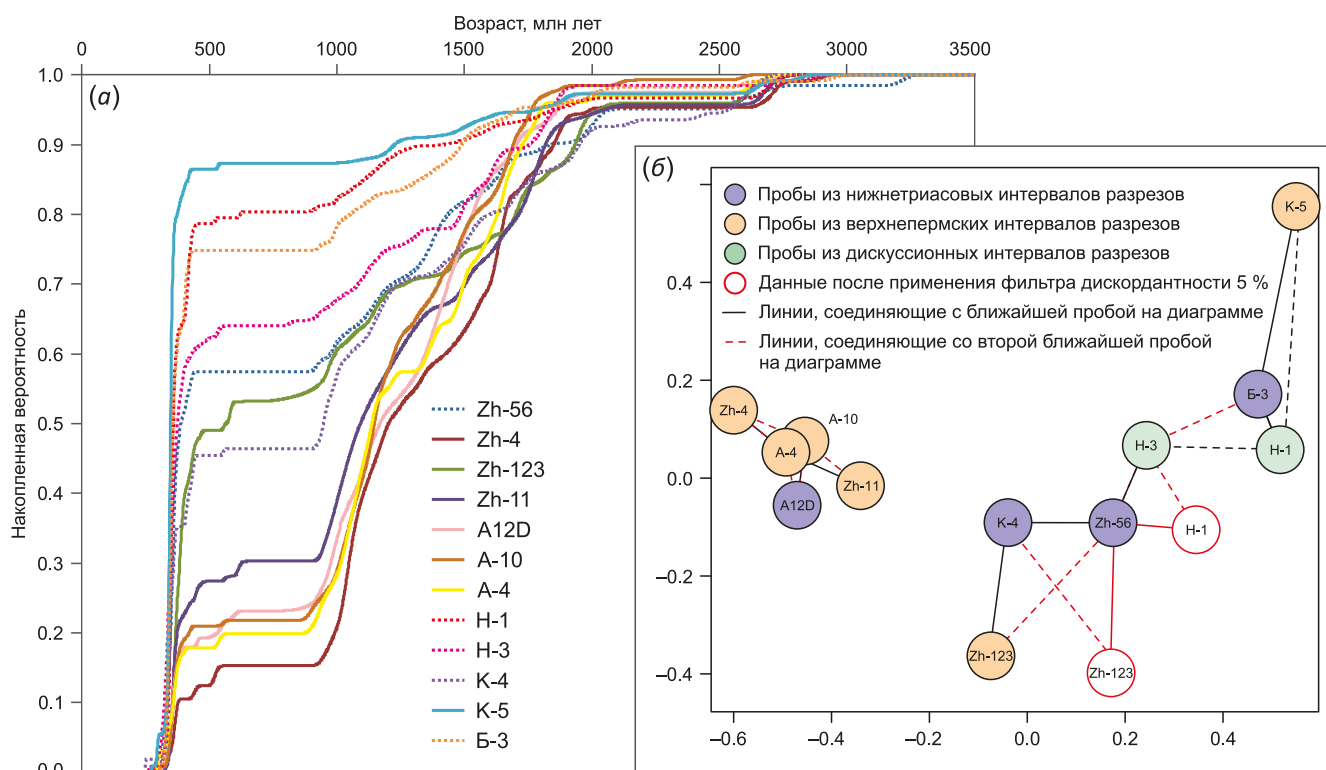 Возраст, млн лет
0 500 1000 1500 2000 2500 3000 3500
Накопленная вероятность
1.0
0.9
0.8
0.7
0.6
0.5
0.4
0.3
0.2
0.1
0.0
(а)
Zh-56
Zh-4
Zh-123
Zh-11
A12D
A-10
A-4
Н-1
Н-3
K-4
K-5
Б-3
(б)
Пробы из нижнетриасовых интервалов разрезов
Пробы из верхнепермских интервалов разрезов
Пробы из дискуссионных интервалов разрезов
Данные после применения фильтра дискордантности 5 %
Линии, соединяющие с ближайшей пробой на диаграмме
Линии, соединяющие со второй ближайшей пробой
на диаграмме
K-5
Б-3
Zh-4
A-10
Н-3
Н-1
A-4
Zh-11
A12D
K-4
Zh-56
Н-1
Zh-123
Zh-123
0.4
0.2
0.0
–0.2
–0.4
–0.6 –0.4 –0.2 0.0 0.2 0.4